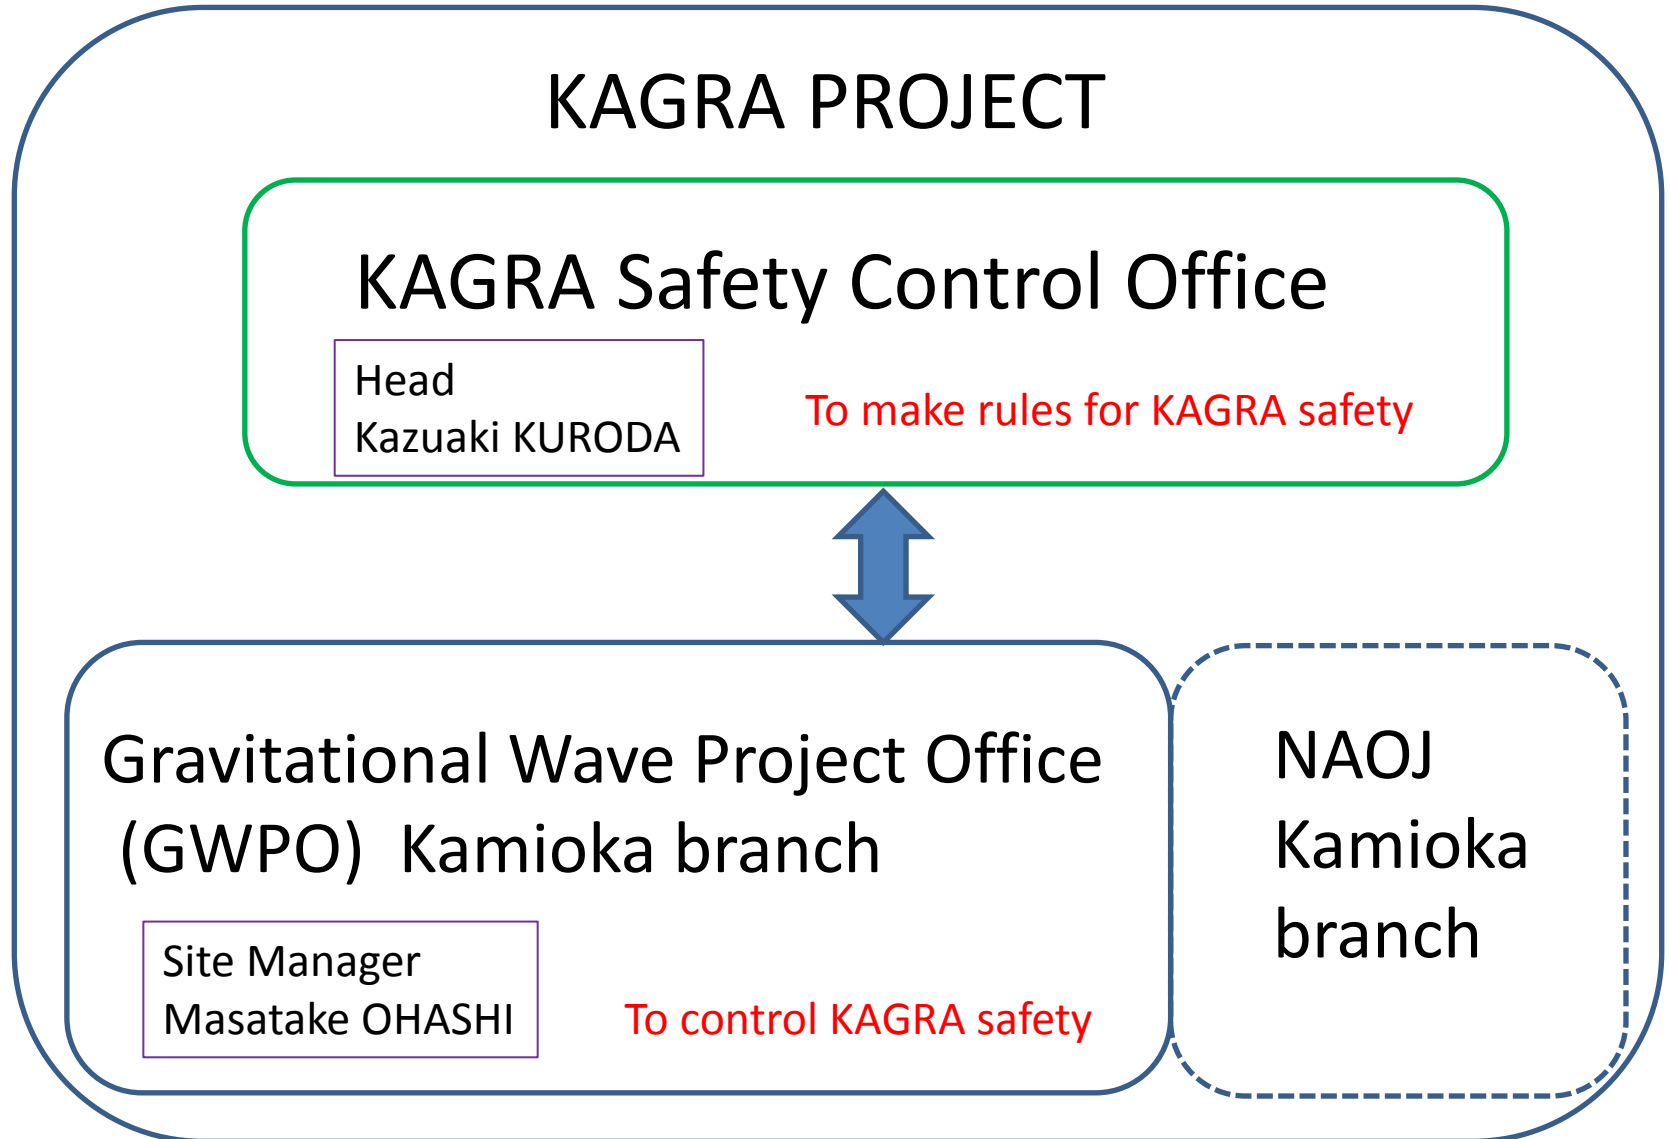 KAGRA PROJECT
KAGRA Safety Control Office
Head
Kazuaki KURODA
To make rules for KAGRA safety
Gravitational Wave Project Office
(GWPO) Kamioka branch
Site Manager
Masatake OHASHI
To control KAGRA safety
NAOJ
Kamioka
branch